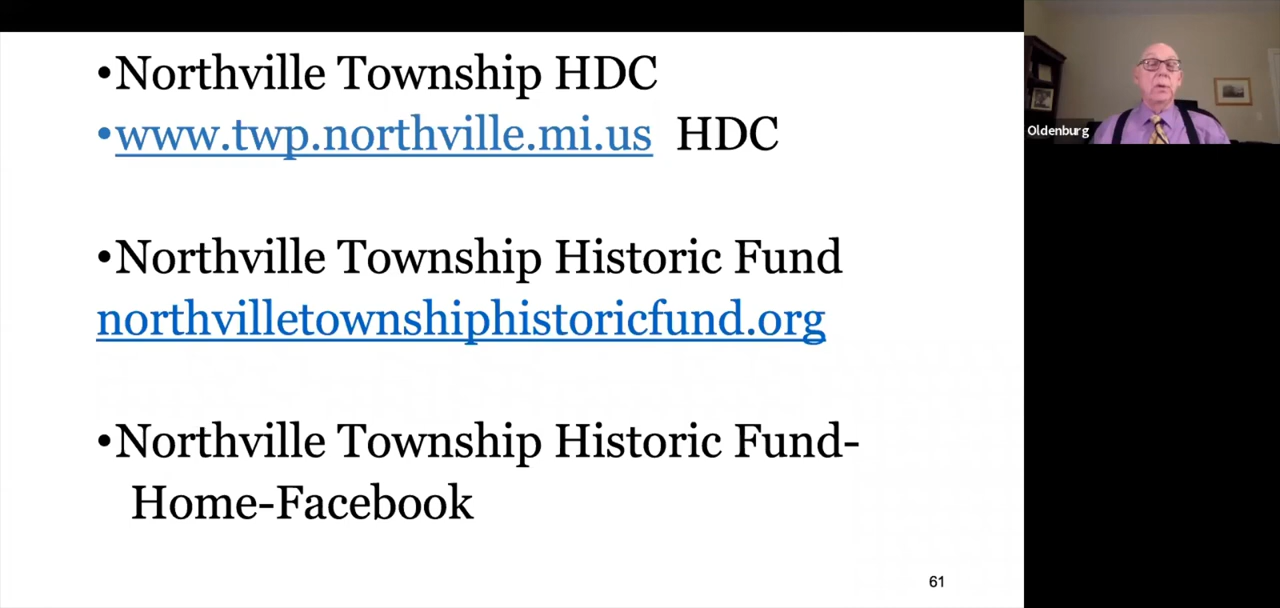 •Northville Township HDC
•www.twp.northville.mi.us HDC
•Northville Township Historic Fund
northvilletownshiphistoricfund.org
•Northville Township Historic Fund-
Home-Facebook
61
Oldenburg